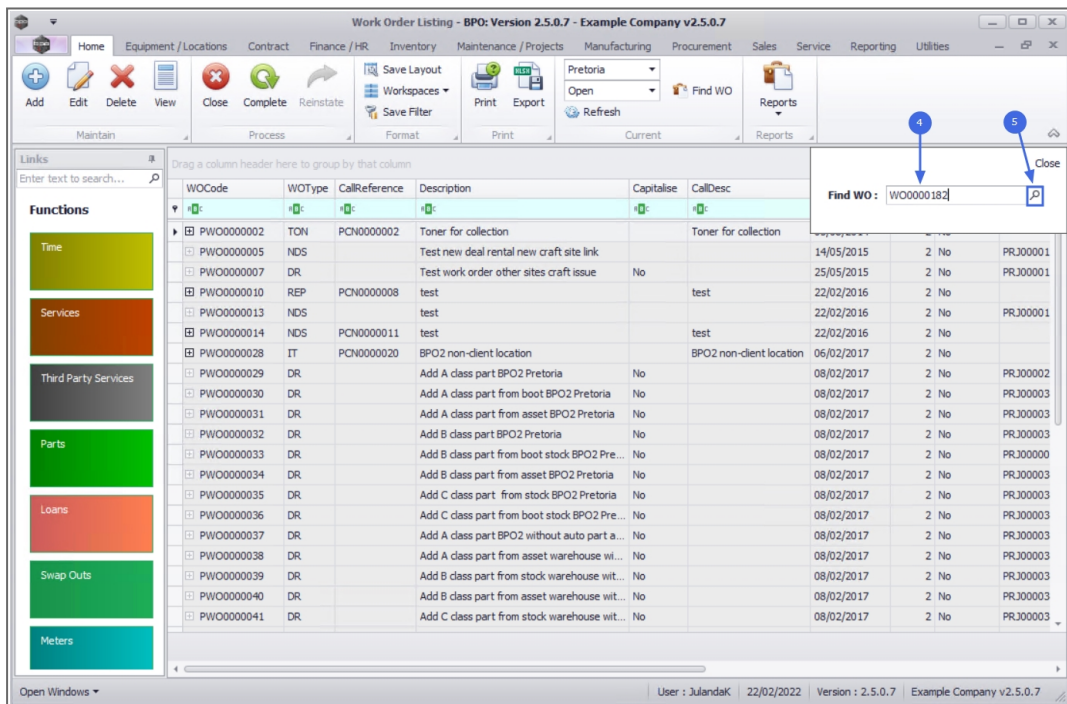 Work Order Listing - BPO: Version 2.5.0.7 - Example Company v2.5.0.7
Home Equipment / Locations Contract Finance / HR Inventory Maintenance / Projects Manufacturing Procurement Sales Service Reporting Utilities
Save Layout Pretoria
Workspaces Open Find WO
Add Edit Delete View Close Complete Reinstate Print Export Reports
Save Filter Refresh
Maintain Process Format Print Current Reports
4 5
Links
Drag a column header here to group by that column
Close
Enter text to search...
WOCode WOType CallReference Description Capitalise CallDesc
Find WO : WO0000182
Functions
PWO0000002 TON PCN0000002 Toner for collection Toner for collection
Time
PWO0000005 NDS Test new deal rental new craft site link 14/05/2015 2 No PRJ00001
PWO0000007 DR Test work order other sites craft issue No 25/05/2015 2 No PRJ00001
PWO0000010 REP PCN0000008 test test 22/02/2016 2 No
Services
PWO0000013 NDS test 22/02/2016 2 No PRJ00001
PWO0000014 NDS PCN0000011 test test 22/02/2016 2 No
PWO0000028 IT PCN0000020 BPO2 non-client location BPO2 non-client location 06/02/2017 2 No
Third Party Services
PWO0000029 DR Add A class part BPO2 Pretoria No 08/02/2017 2 No PRJ00002
PWO0000030 DR Add A class part from boot BPO2 Pretoria No 08/02/2017 2 No PRJ00003
PWO0000031 DR Add A class part from asset BPO2 Pretoria No 08/02/2017 2 No PRJ00003
PWO0000032 DR Add B class part BPO2 Pretoria No 08/02/2017 2 No PRJ00003
Parts
PWO0000033 DR Add B class part from boot stock BPO2 Pre... No 08/02/2017 2 No PRJ00000
PWO0000034 DR Add B class part from asset BPO2 Pretoria No 08/02/2017 2 No PRJ00003
PWO0000035 DR Add C class part from stock BPO2 Pretoria No 08/02/2017 2 No PRJ00003
Loans
PWO0000036 DR Add C class part from boot stock BPO2 Pre... No 08/02/2017 2 No PRJ00003
PWO0000037 DR Add A class part BPO2 without auto part a... No 08/02/2017 2 No PRJ00003
PWO0000038 DR Add A class part from asset warehouse wi... No 08/02/2017 2 No PRJ00003
Swap Outs
PWO0000039 DR Add B class part from stock warehouse wit... No 08/02/2017 2 No PRJ00003
PWO0000040 DR Add B class part from asset warehouse wit... No 08/02/2017 2 No PRJ00003
PWO0000041 DR Add C class part from stock warehouse wit... No 08/02/2017 2 No PRJ00003
Meters
Open Windows User : JulandaK 22/02/2022 Version : 2.5.0.7 Example Company v2.5.0.7